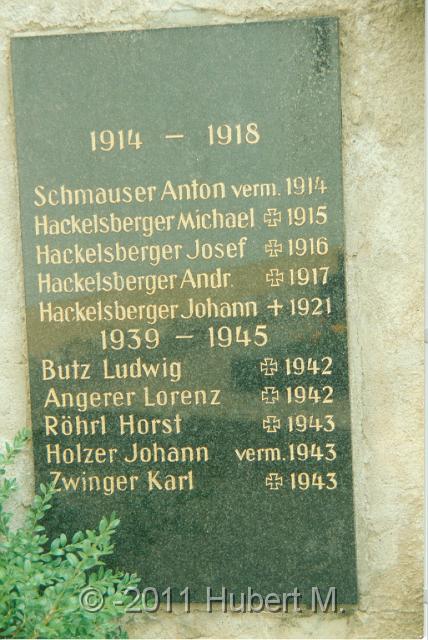 1914 – 1918
Schmauser Anton verm. 1914
Hackelsberger Michael ✠ 1915
Hackelsberger Josef ✠ 1916
Hackelsberger Andr. ✠ 1917
Hackelsberger Johann + 1921
1939 – 1945
Butz Ludwig ✠ 1942
Angerer Lorenz ✠ 1942
Röhrl Horst ✠ 1943
Holzer Johann verm. 1943
Zwinger Karl ✠ 1943
© -2011 Hubert M.